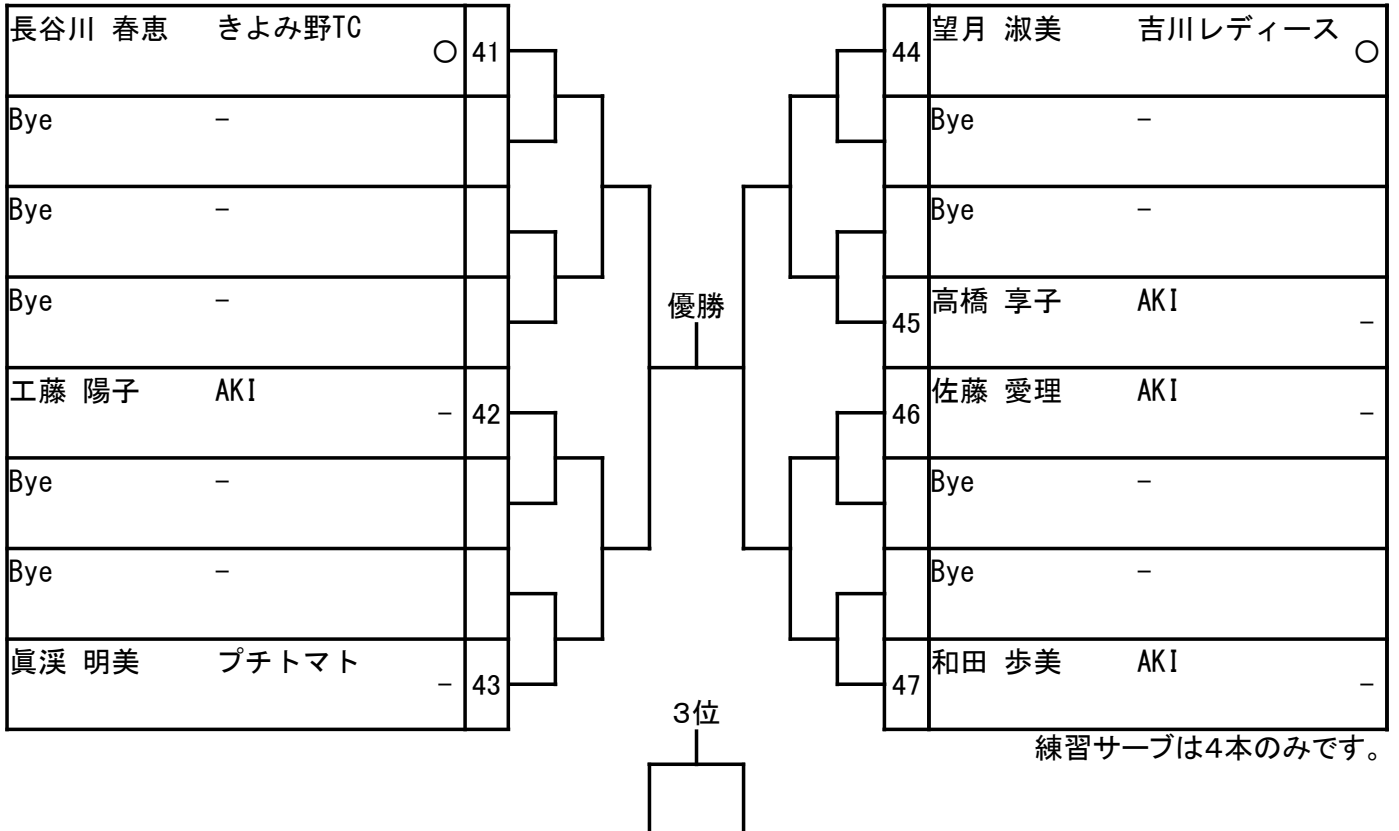 長谷川 春恵 きよみ野TC
○ 41
Bye -
Bye -
Bye -
工藤 陽子 AKI
- 42
Bye -
Bye -
眞渓 明美 プチトマト
- 43
優勝
3位
44 望月 淑美 吉川レディース ○
Bye -
Bye -
45 高橋 享子 AKI -
46 佐藤 愛理 AKI -
Bye -
Bye -
47 和田 歩美 AKI -
練習サーブは4本のみです。